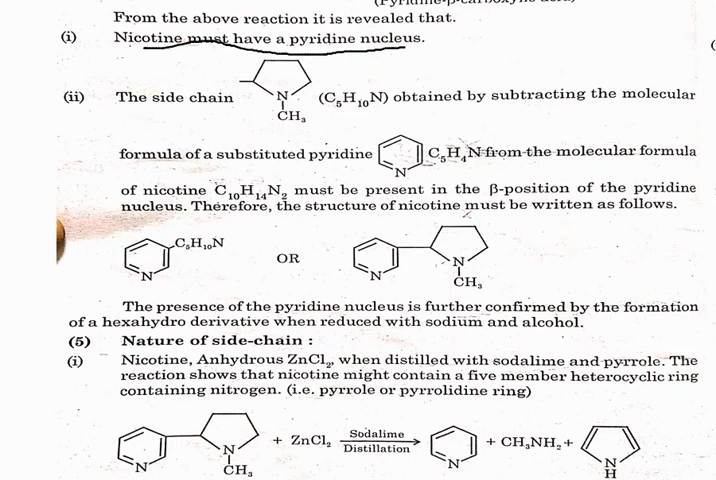 From the above reaction it is revealed that.
(i) Nicotine must have a pyridine nucleus.
(ii) The side chain N CH₃ (C₅H₁₀N) obtained by subtracting the molecular
formula of a substituted pyridine N C₅H₄N from the molecular formula
of nicotine C₁₀H₁₄N₂ must be present in the β-position of the pyridine
nucleus. Therefore, the structure of nicotine must be written as follows.
N C₅H₁₀N OR N N CH₃
The presence of the pyridine nucleus is further confirmed by the formation
of a hexahydro derivative when reduced with sodium and alcohol.
(5) Nature of side-chain :
(i) Nicotine, Anhydrous ZnCl₂, when distilled with sodalime and pyrrole. The
reaction shows that nicotine might contain a five member heterocyclic ring
containing nitrogen. (i.e. pyrrole or pyrrolidine ring)
N N CH₃ + ZnCl₂ Sodalime Distillation N + CH₃NH₂ + N H